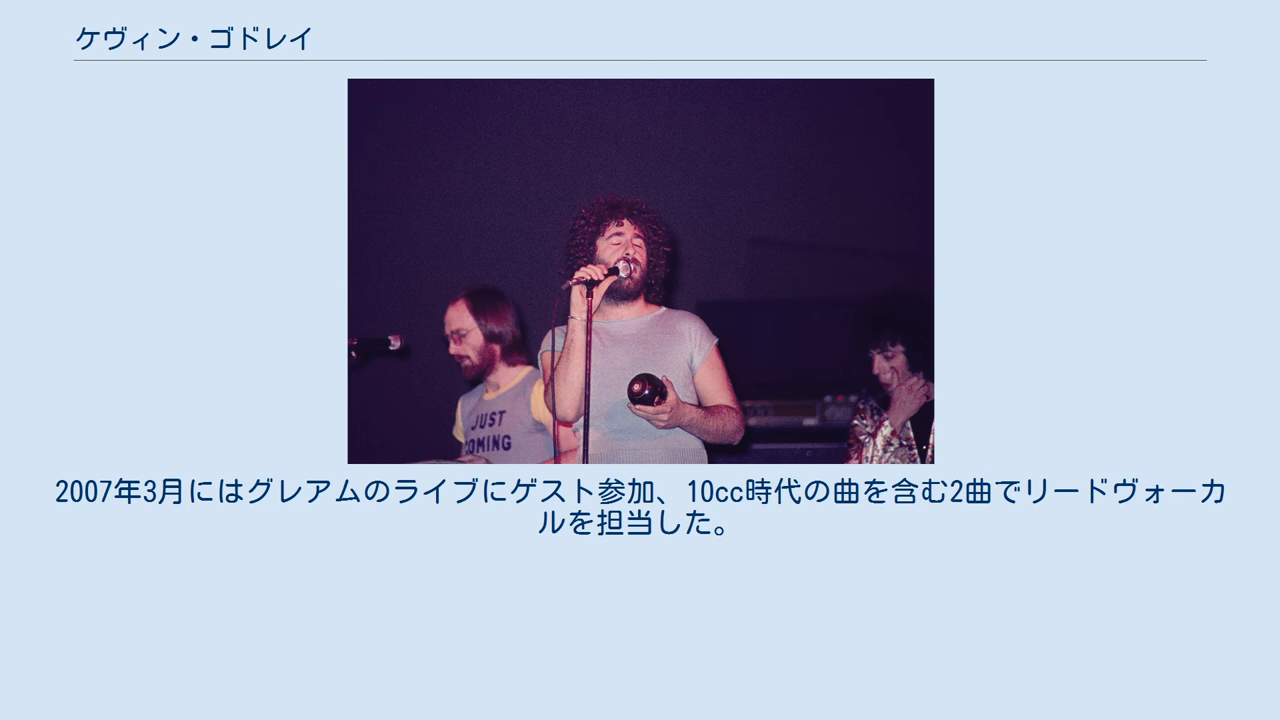 ケヴィン・ゴドレイ
JUST
COMING
2007年3月にはグレアムのライブにゲスト参加、10cc時代の曲を含む2曲でリードヴォーカ
ルを担当した。